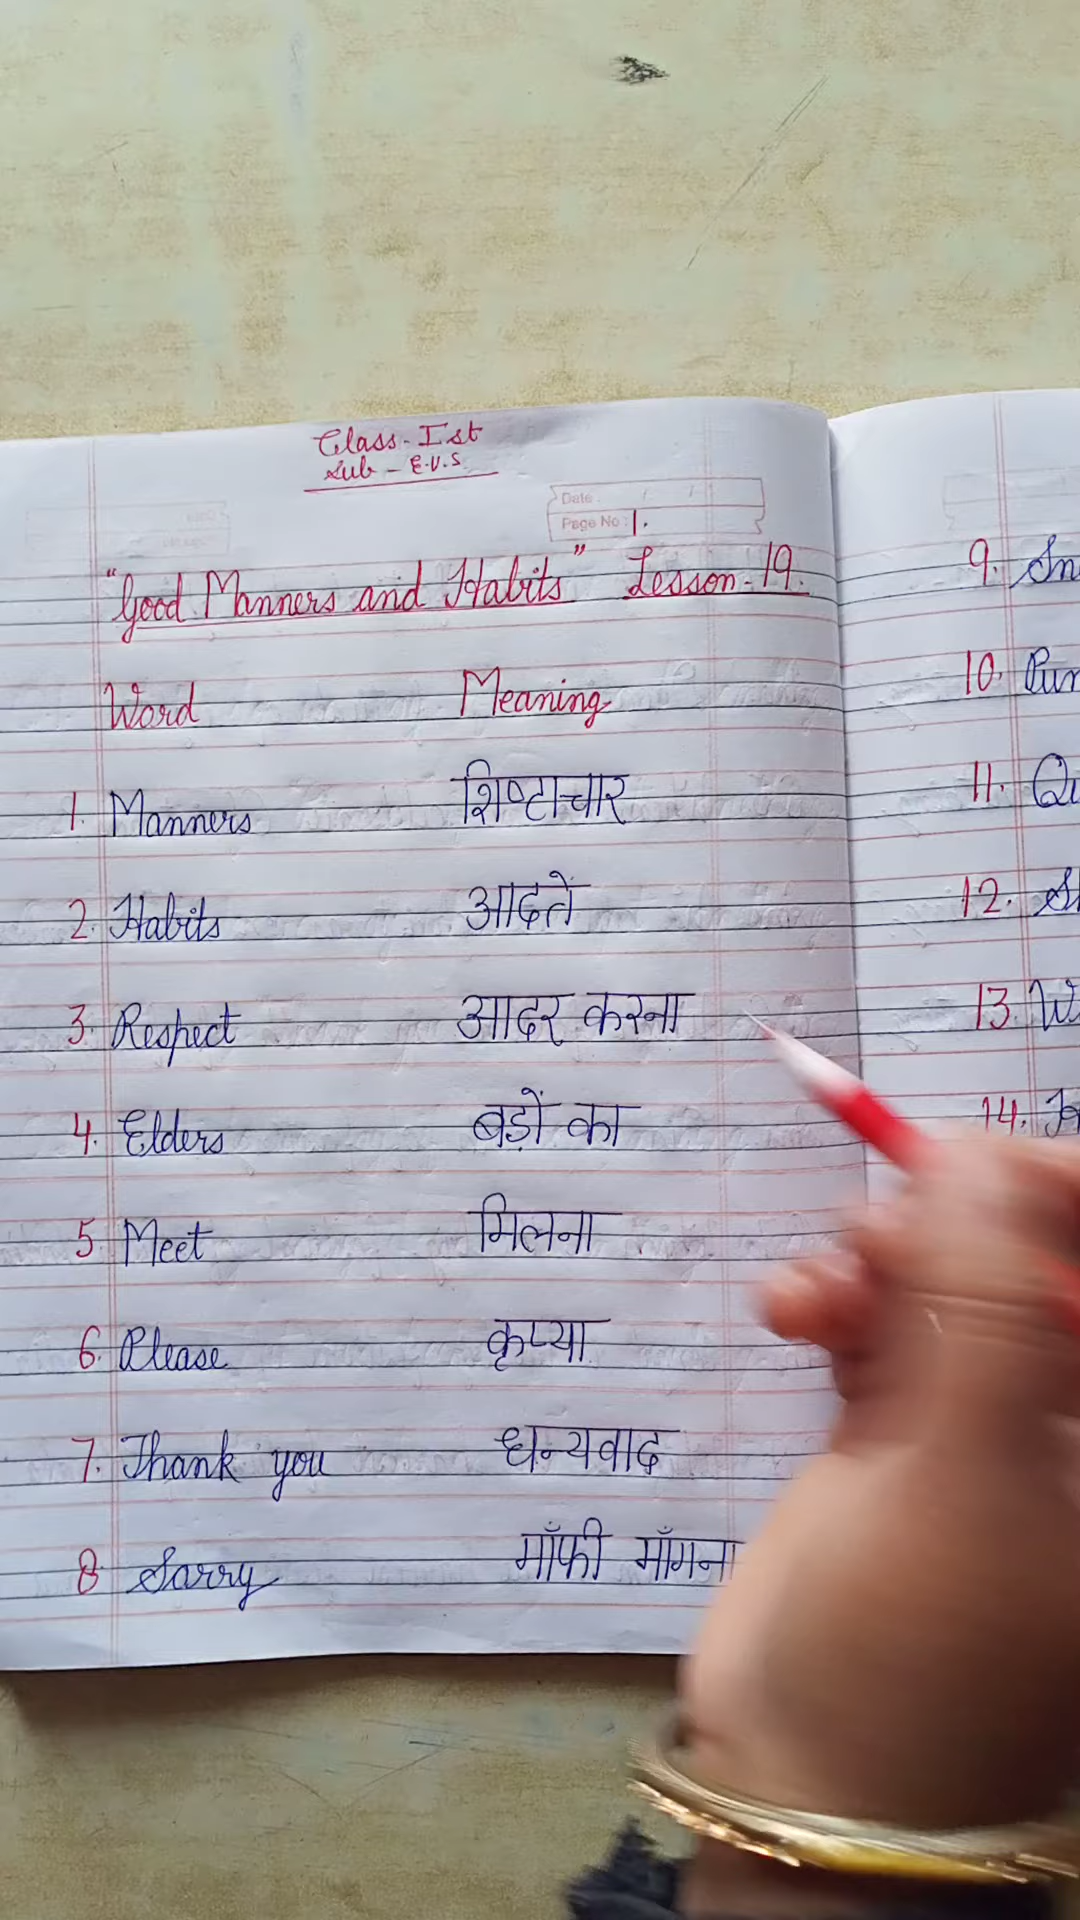 Class-Ist
Sub - E.V.S
Date :
Page No : 1.
"Good Manners and Habits" Lesson-19.
Word Meaning
1. Manners शिष्टाचार
2. Habits आदतें
3. Respect आदर करना
4. Elders बड़ों का
5. Meet मिलना
6. Please कृप्या
7. Thank you धन्यवाद
8. Sorry माँफी माँगना
9.
10.
11.
12.
13.
14.